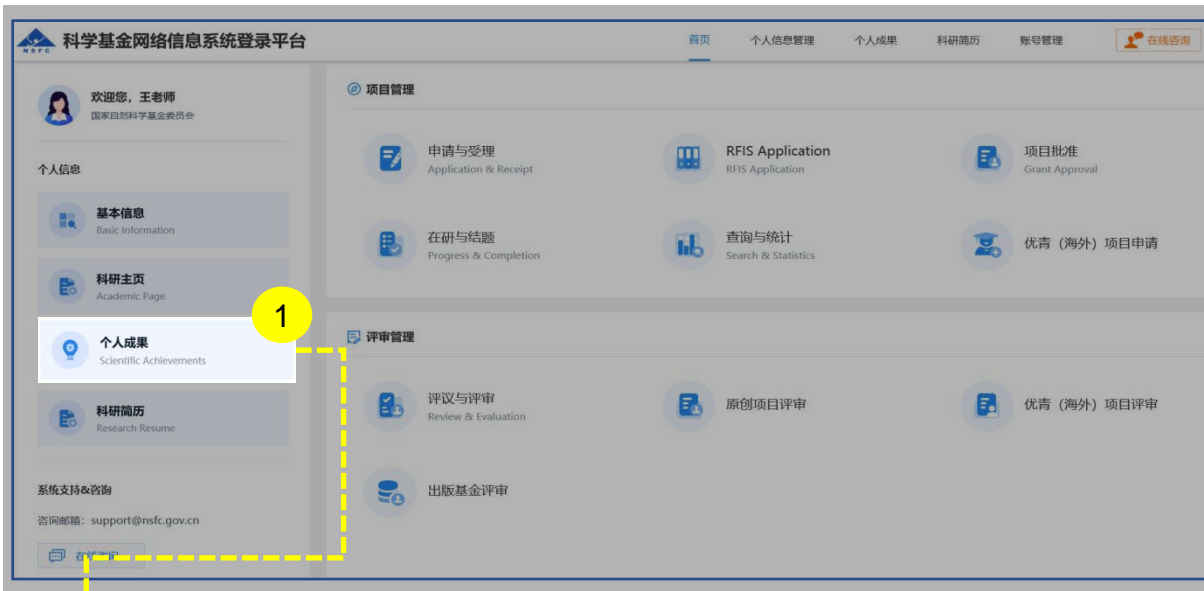 NSFC
科学基金网络信息系统登录平台
首页 个人信息管理 个人成果 科研简历 账号管理 在线咨询
欢迎您，王老师
国家自然科学基金委员会
个人信息
基本信息
Basic Information
科研主页
Academic Page
1
个人成果
Scientific Achievements
科研简历
Research Resume
系统支持&咨询
咨询邮箱：support@nsfc.gov.cn
在线咨询
项目管理
申请与受理
Application & Receipt
RFIS Application
RFIS Application
项目批准
Grant Approval
在研与结题
Progress & Completion
查询与统计
Search & Statistics
优青（海外）项目申请
评审管理
评议与评审
Review & Evaluation
原创项目评审
优青（海外）项目评审
出版基金评审